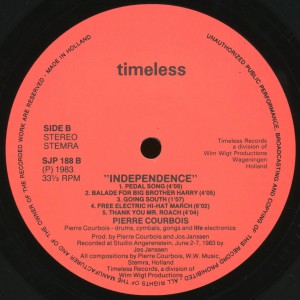 ALL RIGHTS OF THE MANUFACTURER AND OF THE OWNER OF THE RECORDED WORK ARE RESERVED - MADE IN HOLLAND
UNAUTHORIZED PUBLIC PERFORMANCE, BROADCASTING AND COPYING OF THIS RECORD PROHIBITED
timeless
SIDE B
STEREO
STEMRA
SJP 188 B
(P) 1983
33⅓ RPM
Timeless Records
a division of
Wim Wigt Productions
Wageningen
Holland
"INDEPENDENCE"
1. PEDAL SONG (4'09)
2. BALADE FOR BIG BROTHER HARRY (4'05)
3. GOING SOUTH (1'57)
4. FREE ELECTRIC HI-HAT MARCH (6'02)
5. THANK YOU MR. ROACH (5'04)
PIERRE COURBOIS
Pierre Courbois - drums, cymbals, gongs and electronics
Prod. by Pierre Courbois and Jos Janssen
Recorded at Studio Angerenstein, June 2-7, 1983 by
Jos Janssen
All compositions by Pierre Courbois, W.W. Music,
Stemra, Holland
Timeless Records, a division of
Wim Wigt Productions, Holland